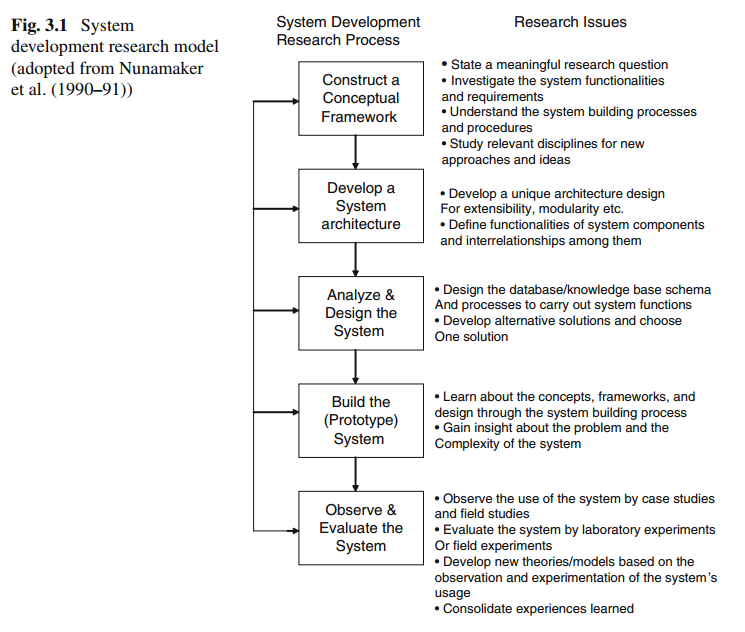 Fig. 3.1 System
development research model
(adopted from Nunamaker
et al. (1990–91))
System Development
Research Process
Research Issues
Construct a
Conceptual
Framework
• State a meaningful research question
• Investigate the system functionalities
and requirements
• Understand the system building processes
and procedures
• Study relevant disciplines for new
approaches and ideas
Develop a
System
architecture
• Develop a unique architecture design
For extensibility, modularity etc.
• Define functionalities of system components
and interrelationships among them
Analyze &
Design the
System
• Design the database/knowledge base schema
And processes to carry out system functions
• Develop alternative solutions and choose
One solution
Build the
(Prototype)
System
• Learn about the concepts, frameworks, and
design through the system building process
• Gain insight about the problem and the
Complexity of the system
Observe &
Evaluate the
System
• Observe the use of the system by case studies
and field studies
• Evaluate the system by laboratory experiments
Or field experiments
• Develop new theories/models based on the
observation and experimentation of the system's
usage
• Consolidate experiences learned